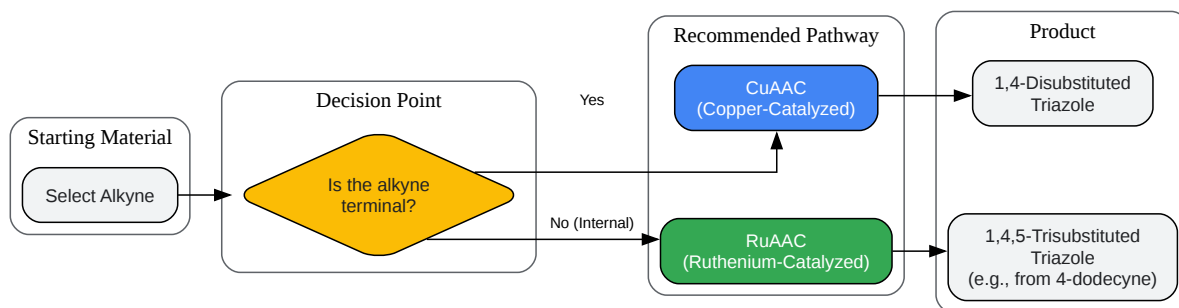 Starting Material
Select Alkyne
Decision Point
Is the alkyne
terminal?
Yes
No (Internal)
Recommended Pathway
CuAAC
(Copper-Catalyzed)
RuAAC
(Ruthenium-Catalyzed)
Product
1,4-Disubstituted
Triazole
1,4,5-Trisubstituted
Triazole
(e.g., from 4-dodecyne)